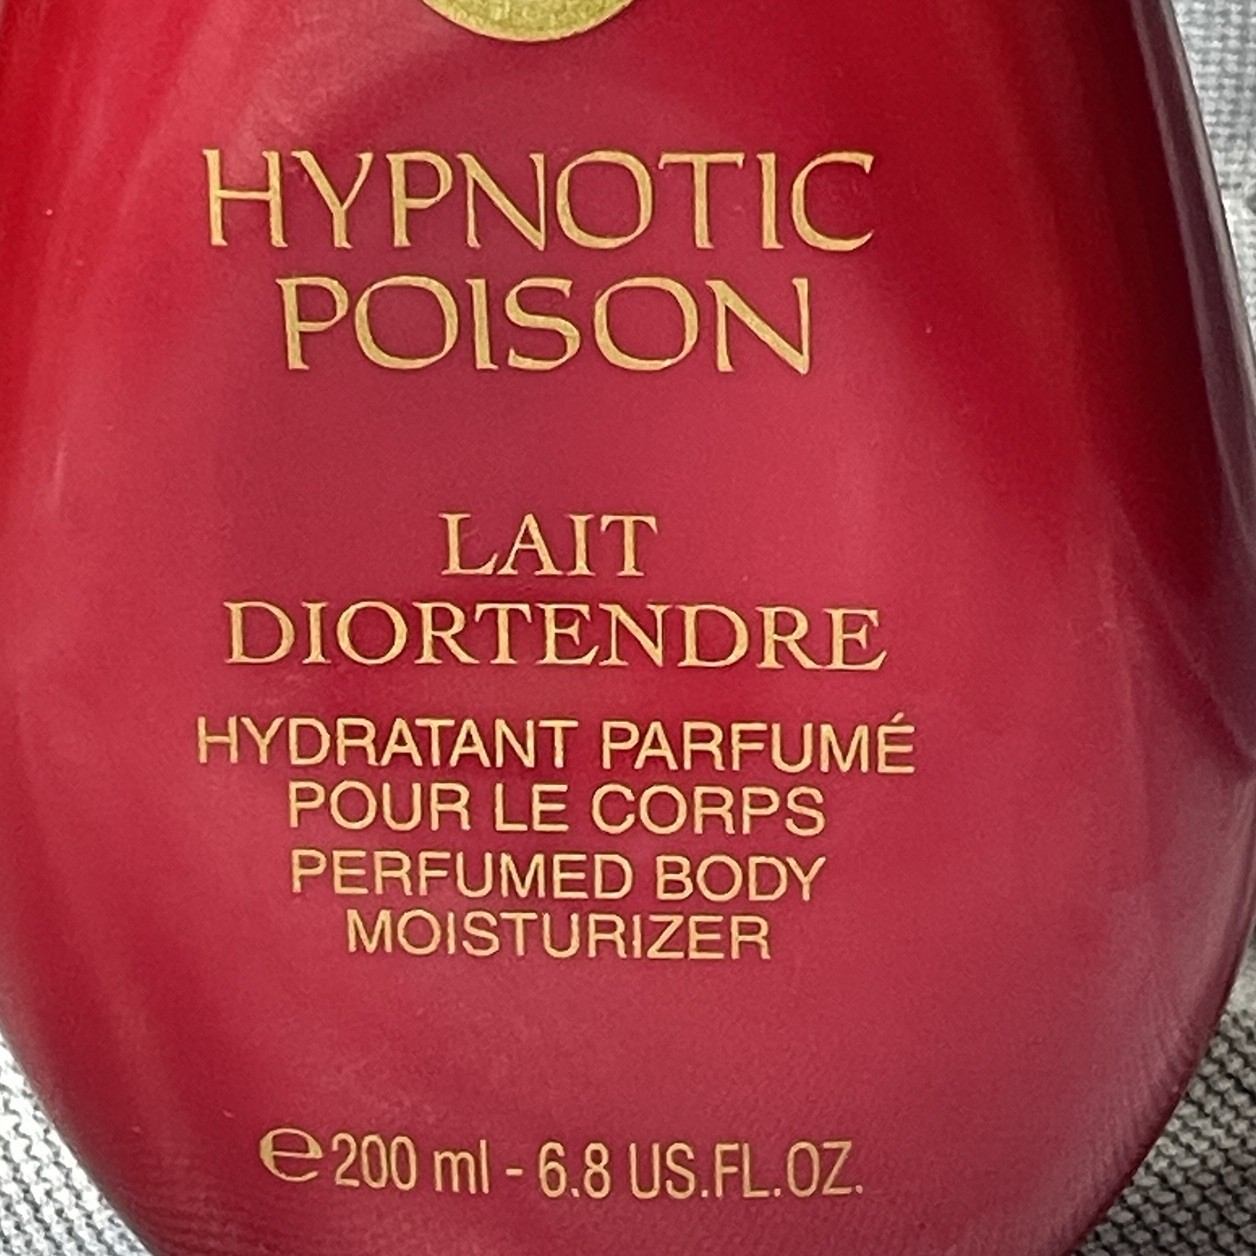 HYPNOTIC
POISON
LAIT
DIORTENDRE
HYDRATANT PARFUMÉ
POUR LE CORPS
PERFUMED BODY
MOISTURIZER
℮200 ml - 6.8 US.FL.OZ.